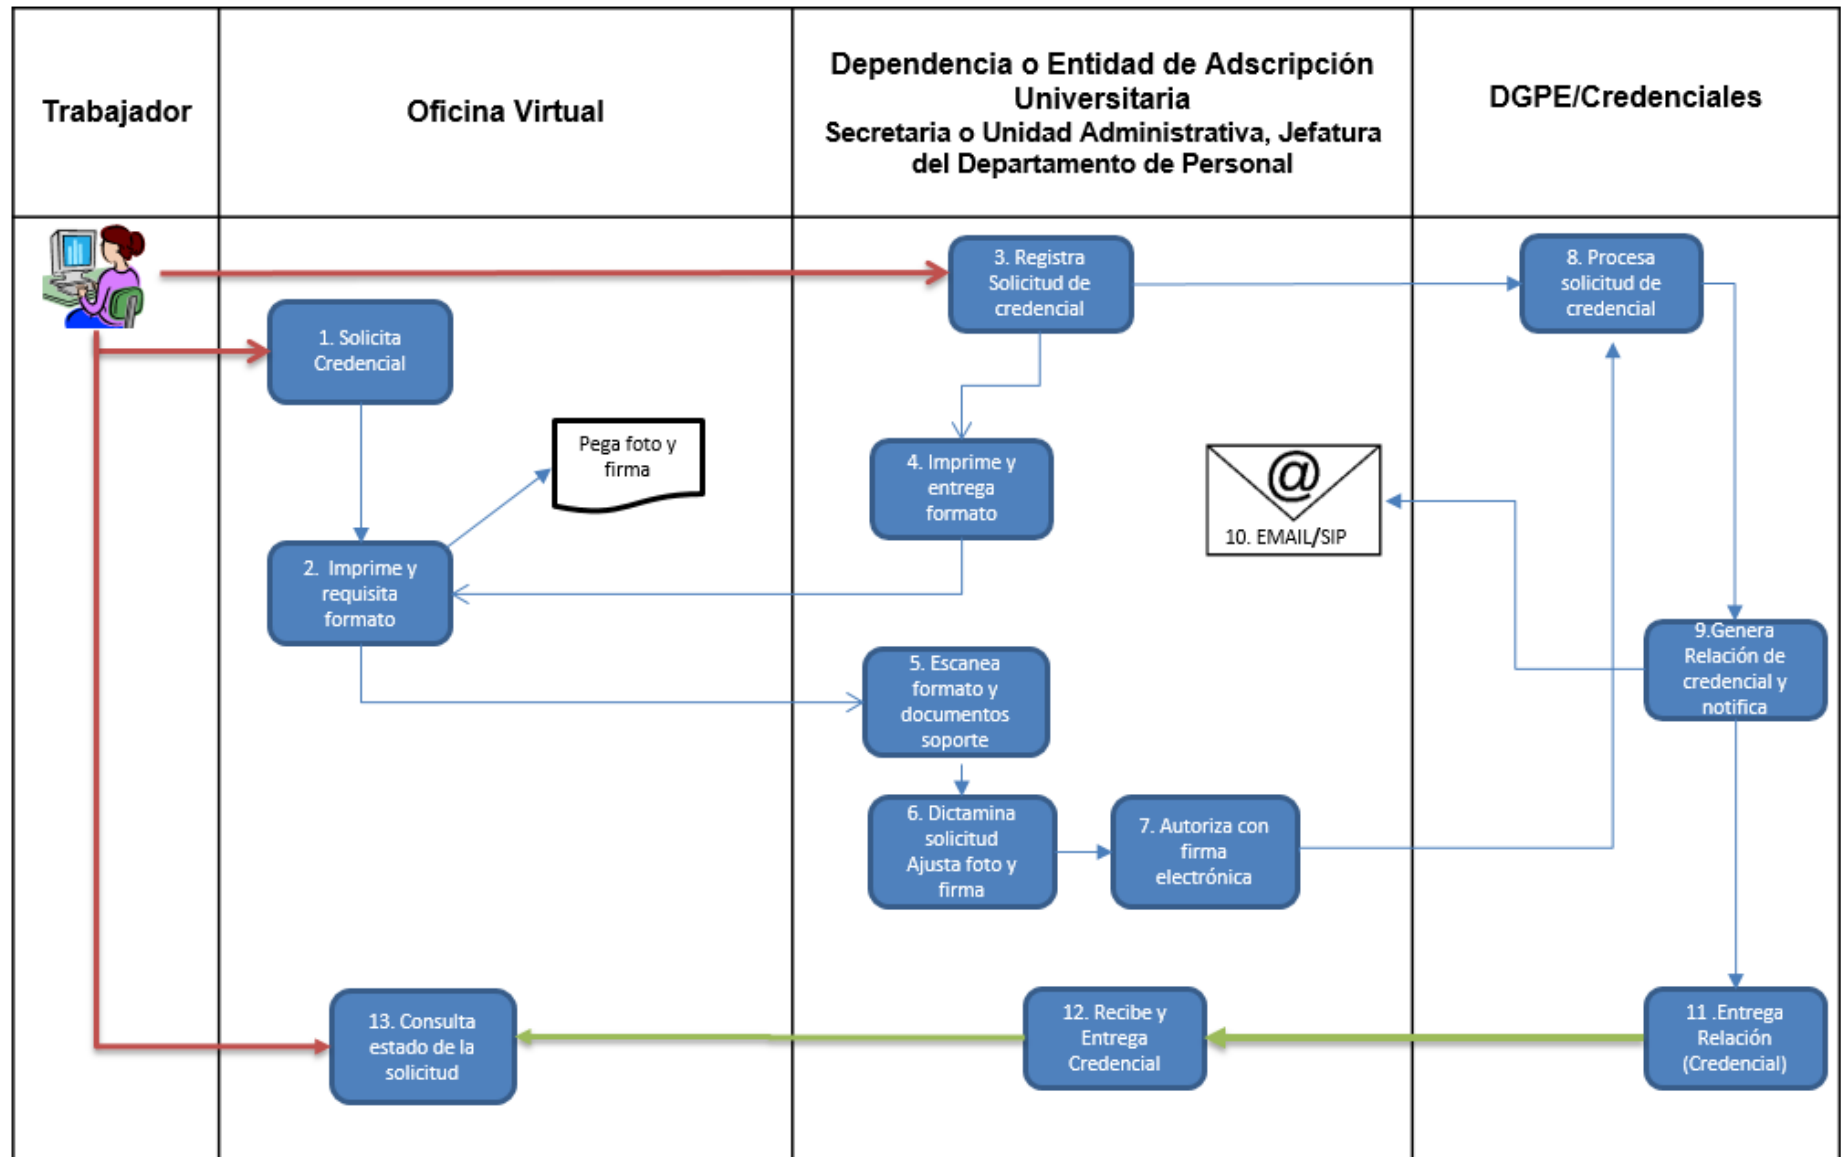 Trabajador
Oficina Virtual
Dependencia o Entidad de Adscripción
Universitaria
Secretaria o Unidad Administrativa, Jefatura
del Departamento de Personal
DGPE/Credenciales
1. Solicita
Credencial
Pega foto y
firma
2. Imprime y
requisita
formato
3. Registra
Solicitud de
credencial
4. Imprime y
entrega
formato
5. Escanea
formato y
documentos
soporte
6. Dictamina
solicitud
Ajusta foto y
firma
7. Autoriza con
firma
electrónica
8. Procesa
solicitud de
credencial
9.Genera
Relación de
credencial y
notifica
@
10. EMAIL/SIP
11 .Entrega
Relación
(Credencial)
12. Recibe y
Entrega
Credencial
13. Consulta
estado de la
solicitud